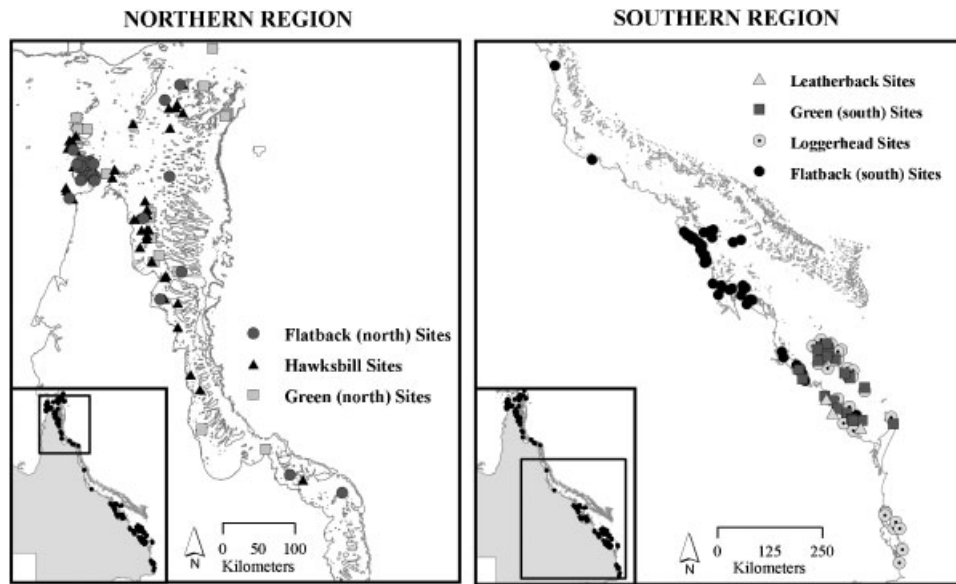 NORTHERN REGION
SOUTHERN REGION
Flatback (north) Sites
Hawksbill Sites
Green (north) Sites
N
0 50 100
Kilometers
Leatherback Sites
Green (south) Sites
Loggerhead Sites
Flatback (south) Sites
N
0 125 250
Kilometers